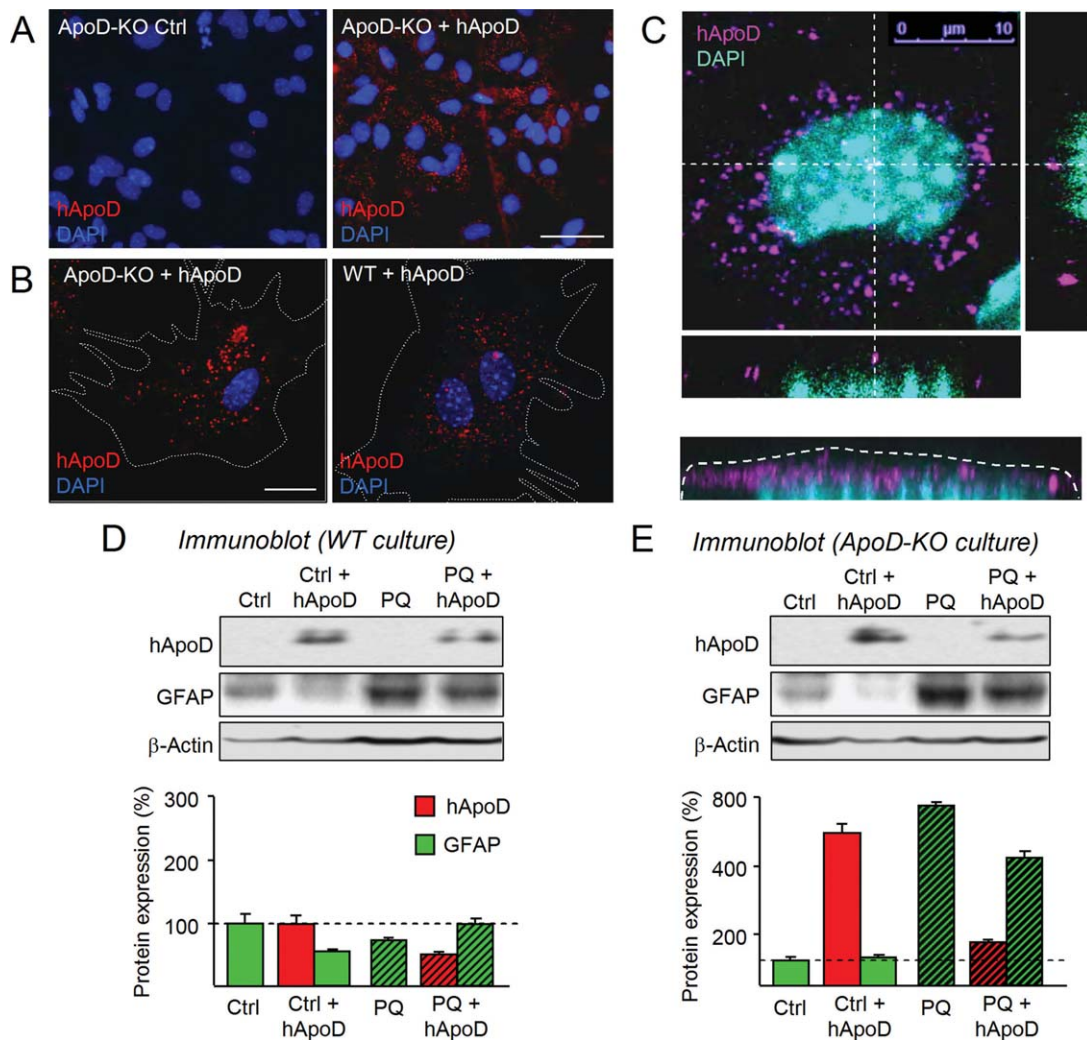 A
ApoD-KO Ctrl
hApoD
DAPI
ApoD-KO + hApoD
hApoD
DAPI
B
ApoD-KO + hApoD
hApoD
DAPI
WT + hApoD
hApoD
DAPI
C
hApoD
DAPI
0 µm 10
D
Immunoblot (WT culture)
Ctrl
Ctrl +
hApoD
PQ
PQ +
hApoD
hApoD
GFAP
β-Actin
Protein expression (%)
300
200
100
hApoD
GFAP
Ctrl
Ctrl +
hApoD
PQ
PQ +
hApoD
E
Immunoblot (ApoD-KO culture)
Ctrl
Ctrl +
hApoD
PQ
PQ +
hApoD
hApoD
GFAP
β-Actin
Protein expression (%)
800
400
200
Ctrl
Ctrl +
hApoD
PQ
PQ +
hApoD